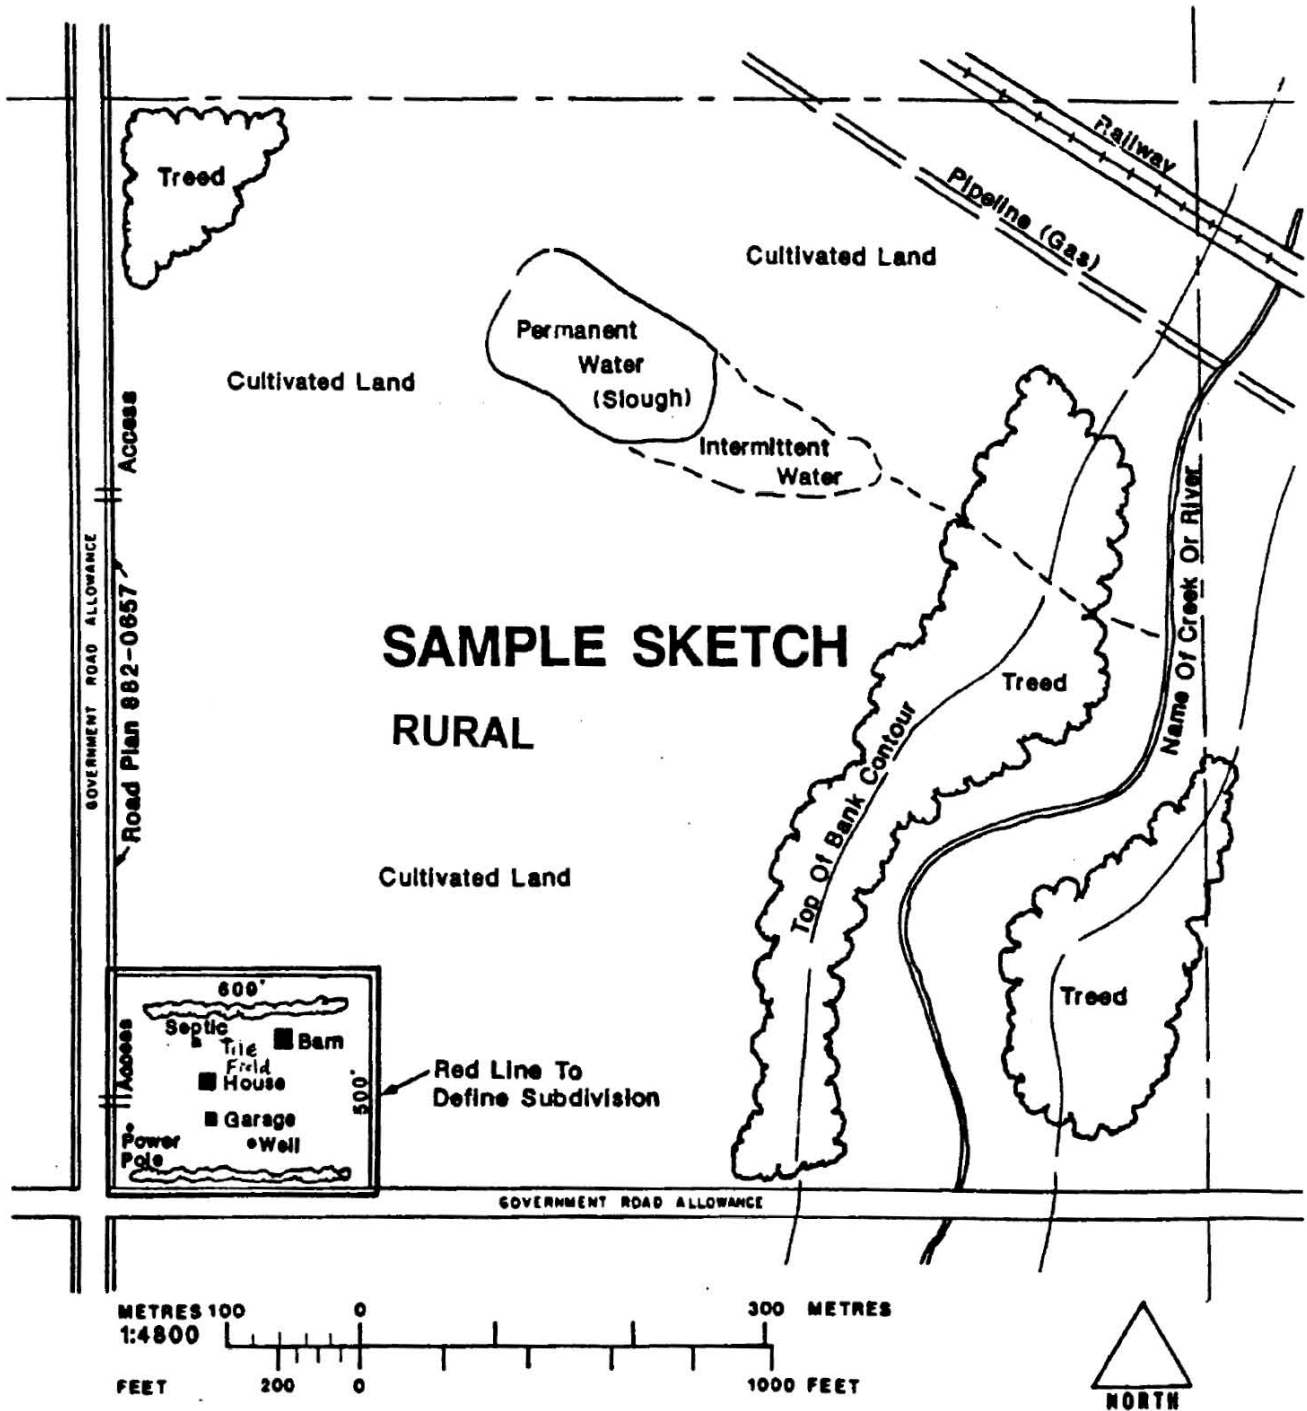 Railway
Treed
Pipeline (Gas)
Cultivated Land
Permanent
Water
(Slough)
Cultivated Land
Access
Intermittent
Water
GOVERNMENT ROAD ALLOWANCE
Road Plan 882-0657
Name Of Creek Or River
SAMPLE SKETCH
RURAL
Treed
Top Of Bank Contour
Cultivated Land
609'
Septic
Tile
Field
Barn
Access
House
500'
Garage
Well
Power
Pole
Red Line To
Define Subdivision
Treed
GOVERNMENT ROAD ALLOWANCE
METRES 100 0 300 METRES
1:4800
FEET 200 0 1000 FEET
NORTH